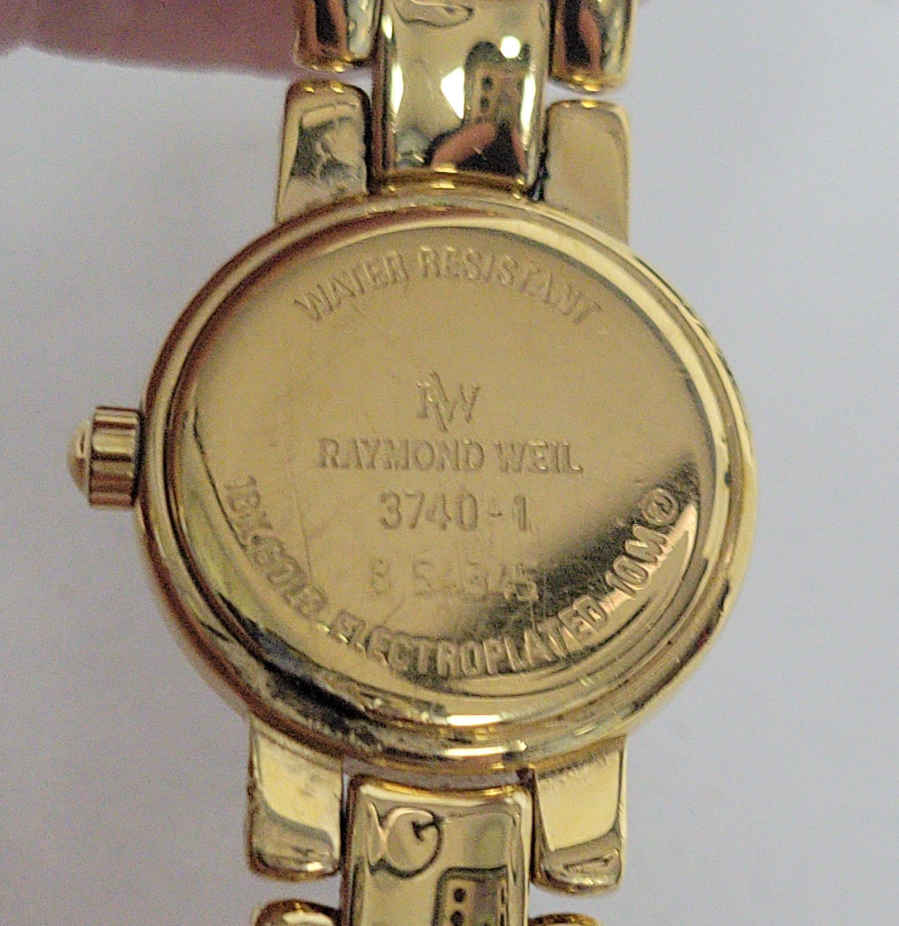 WATER RESISTANT
RW
RAYMOND WEIL
3740-1
18K GOLD ELECTROPLATED 10M